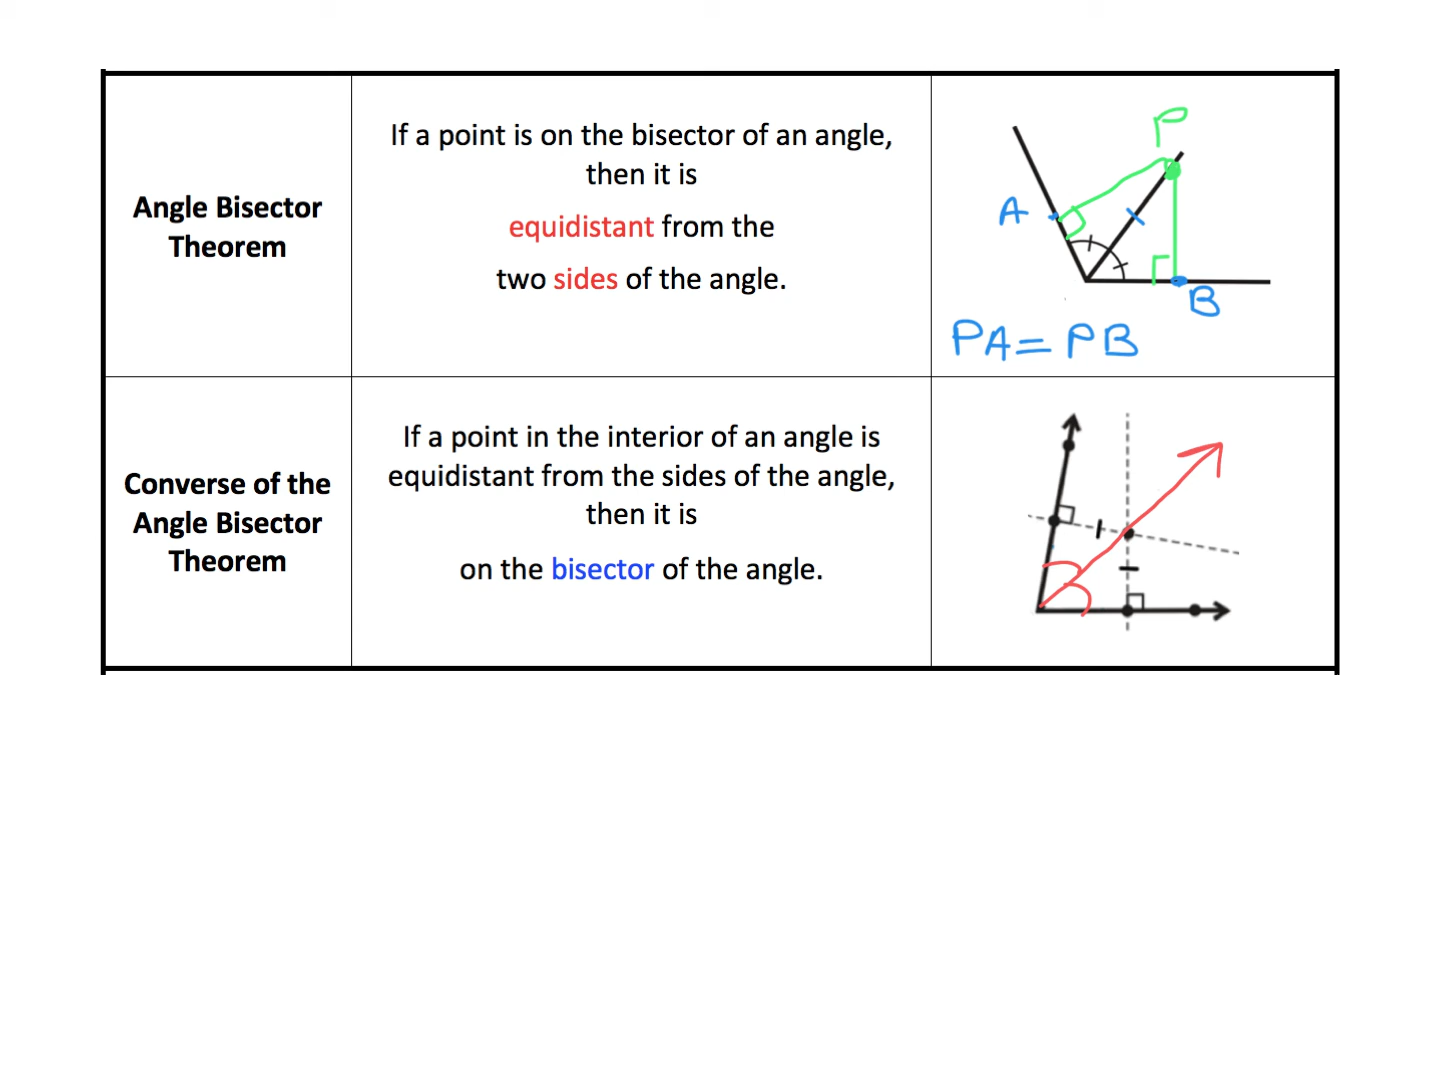 Angle Bisector
Theorem
If a point is on the bisector of an angle,
then it is
equidistant from the
two sides of the angle.
P
A
B
PA = PB
Converse of the
Angle Bisector
Theorem
If a point in the interior of an angle is
equidistant from the sides of the angle,
then it is
on the bisector of the angle.